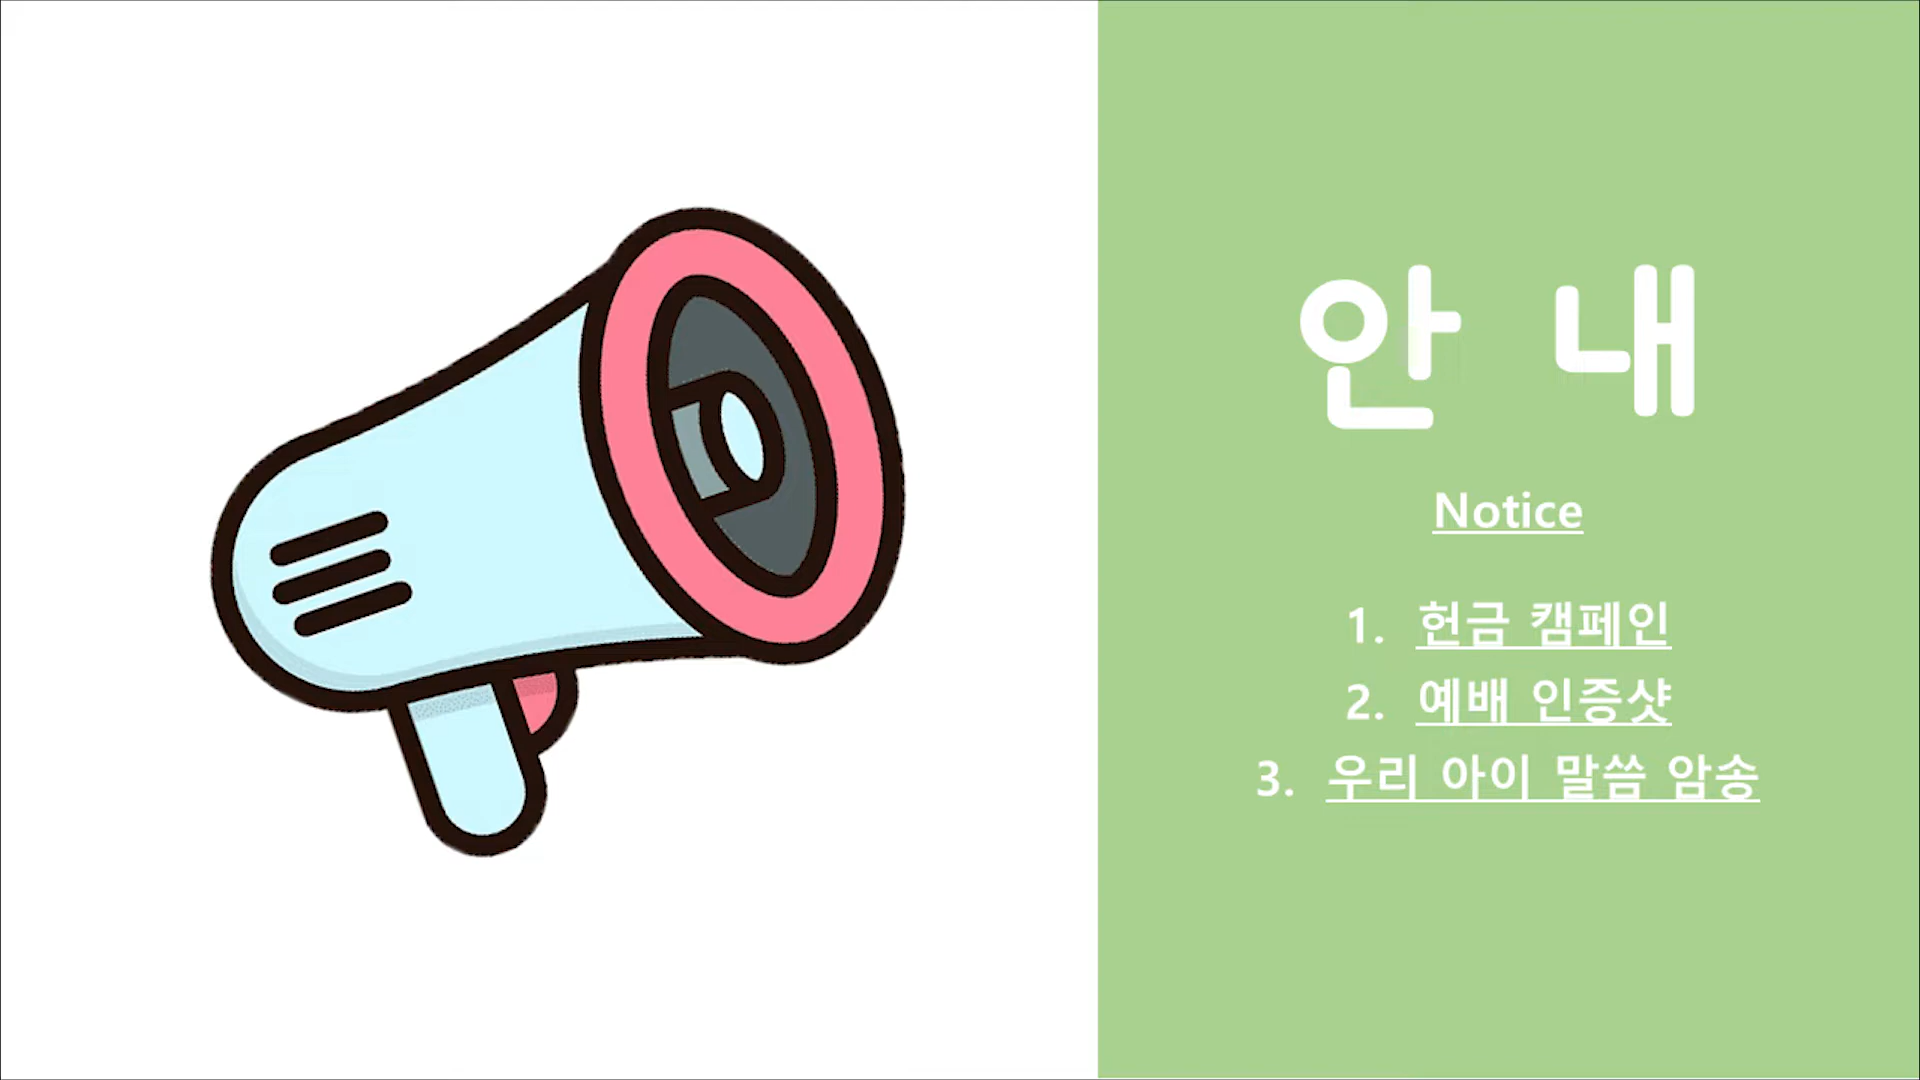 안 내
Notice
1. 헌금 캠페인
2. 예배 인증샷
3. 우리 아이 말씀 암송